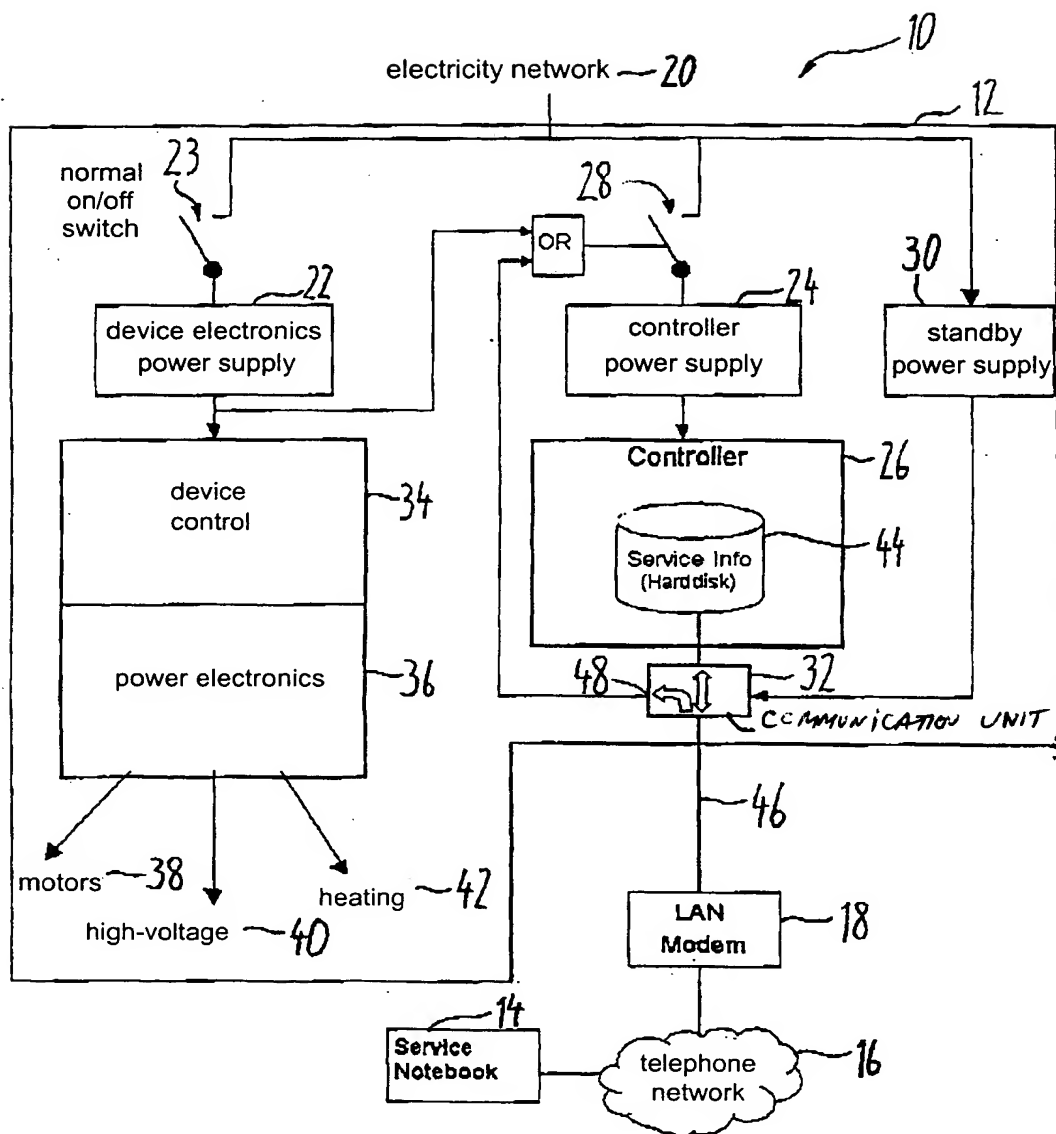 10
electricity network 20
12
normal
on/off
switch
23
28
OR
30
22
device electronics
power supply
24
controller
power supply
standby
power supply
Controller
26
device
control
34
Service Info
(Harddisk)
44
power electronics
36
48
32
COMMUNICATION UNIT
46
motors 38
heating 42
high-voltage 40
LAN
Modem
18
14
Service
Notebook
telephone
network
16